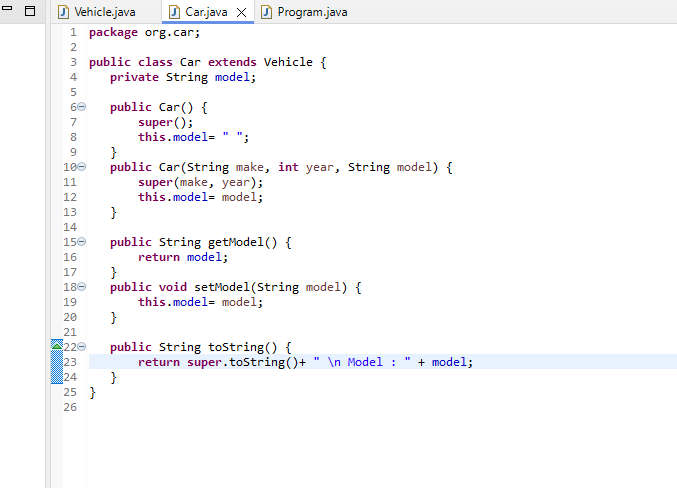 Vehicle.java Car.java Program.java
1 package org.car;
2
3 public class Car extends Vehicle {
4 private String model;
5
6 public Car() {
7 super();
8 this.model= " ";
9 }
10 public Car(String make, int year, String model) {
11 super(make, year);
12 this.model= model;
13 }
14
15 public String getModel() {
16 return model;
17 }
18 public void setModel(String model) {
19 this.model= model;
20 }
21
22 public String toString() {
23 return super.toString()+ " \n Model : " + model;
24 }
25 }
26